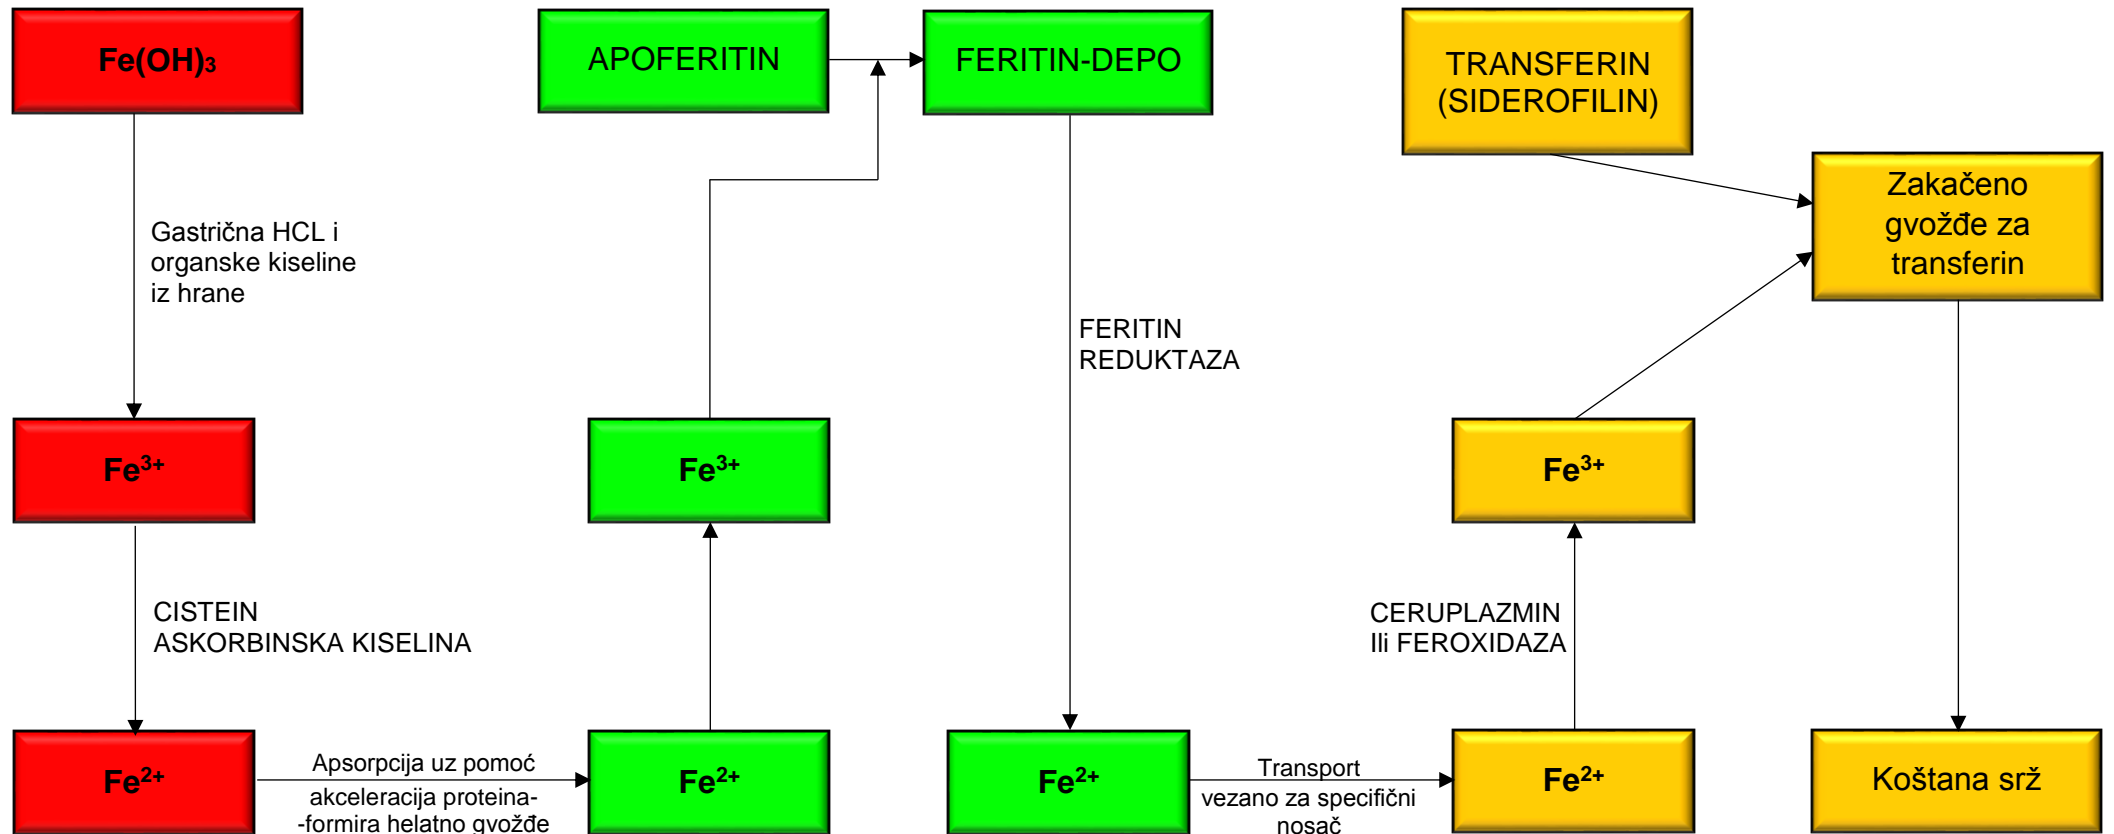 Fe(OH)₃
APOFERITIN
FERITIN-DEPO
TRANSFERIN
(SIDEROFILIN)
Zakačeno
gvožđe za
transferin
Gastrična HCL i
organske kiseline
iz hrane
FERITIN
REDUKTAZA
Fe³⁺
Fe³⁺
Fe³⁺
CISTEIN
ASKORBINSKA KISELINA
CERUPLAZMIN
Ili FEROXIDAZA
Fe²⁺
Apsorpcija uz pomoć
akceleracija proteina-
-formira helatno gvožđe
Fe²⁺
Fe²⁺
Transport
vezano za specifični
nosač
Fe²⁺
Koštana srž